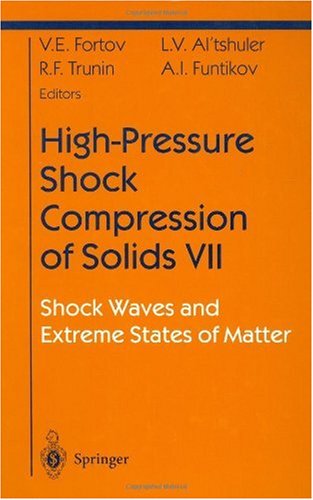 V.E. Fortov L.V. Al'tshuler
R.F. Trunin A.I. Funtikov
Editors
High-Pressure
Shock
Compression
of Solids VII
Shock Waves and
Extreme States of Matter
Springer